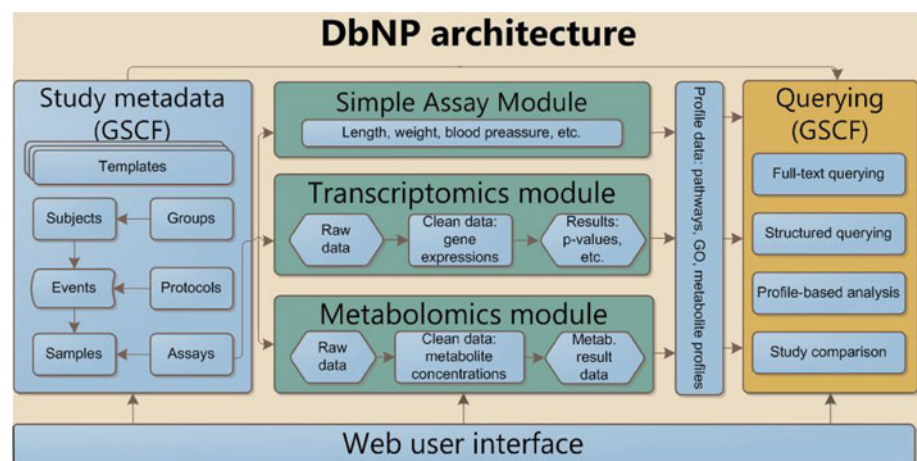 DbNP architecture
Study metadata
(GSCF)
Templates
Subjects
Groups
Events
Protocols
Samples
Assays
Simple Assay Module
Length, weight, blood preassure, etc.
Transcriptomics module
Raw
data
Clean data:
gene
expressions
Results:
p-values,
etc.
Metabolomics module
Raw
data
Clean data:
metabolite
concentrations
Metab.
result
data
Profile data: pathways, GO, metabolite profiles
Querying
(GSCF)
Full-text querying
Structured querying
Profile-based analysis
Study comparison
Web user interface